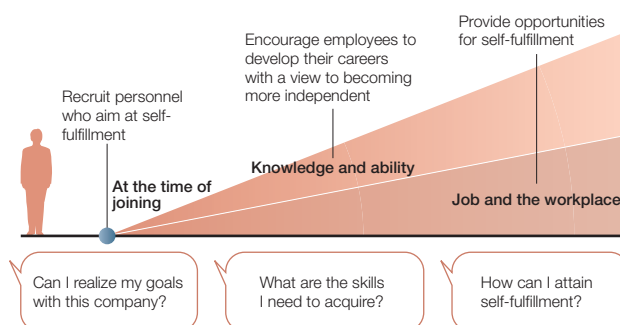 Provide opportunities
for self-fulfillment
Encourage employees to
develop their careers
with a view to becoming
more independent
Recruit personnel
who aim at self-
fulfillment
Knowledge and ability
At the time of
joining
Job and the workplace
Can I realize my goals
with this company?
What are the skills
I need to acquire?
How can I attain
self-fulfillment?